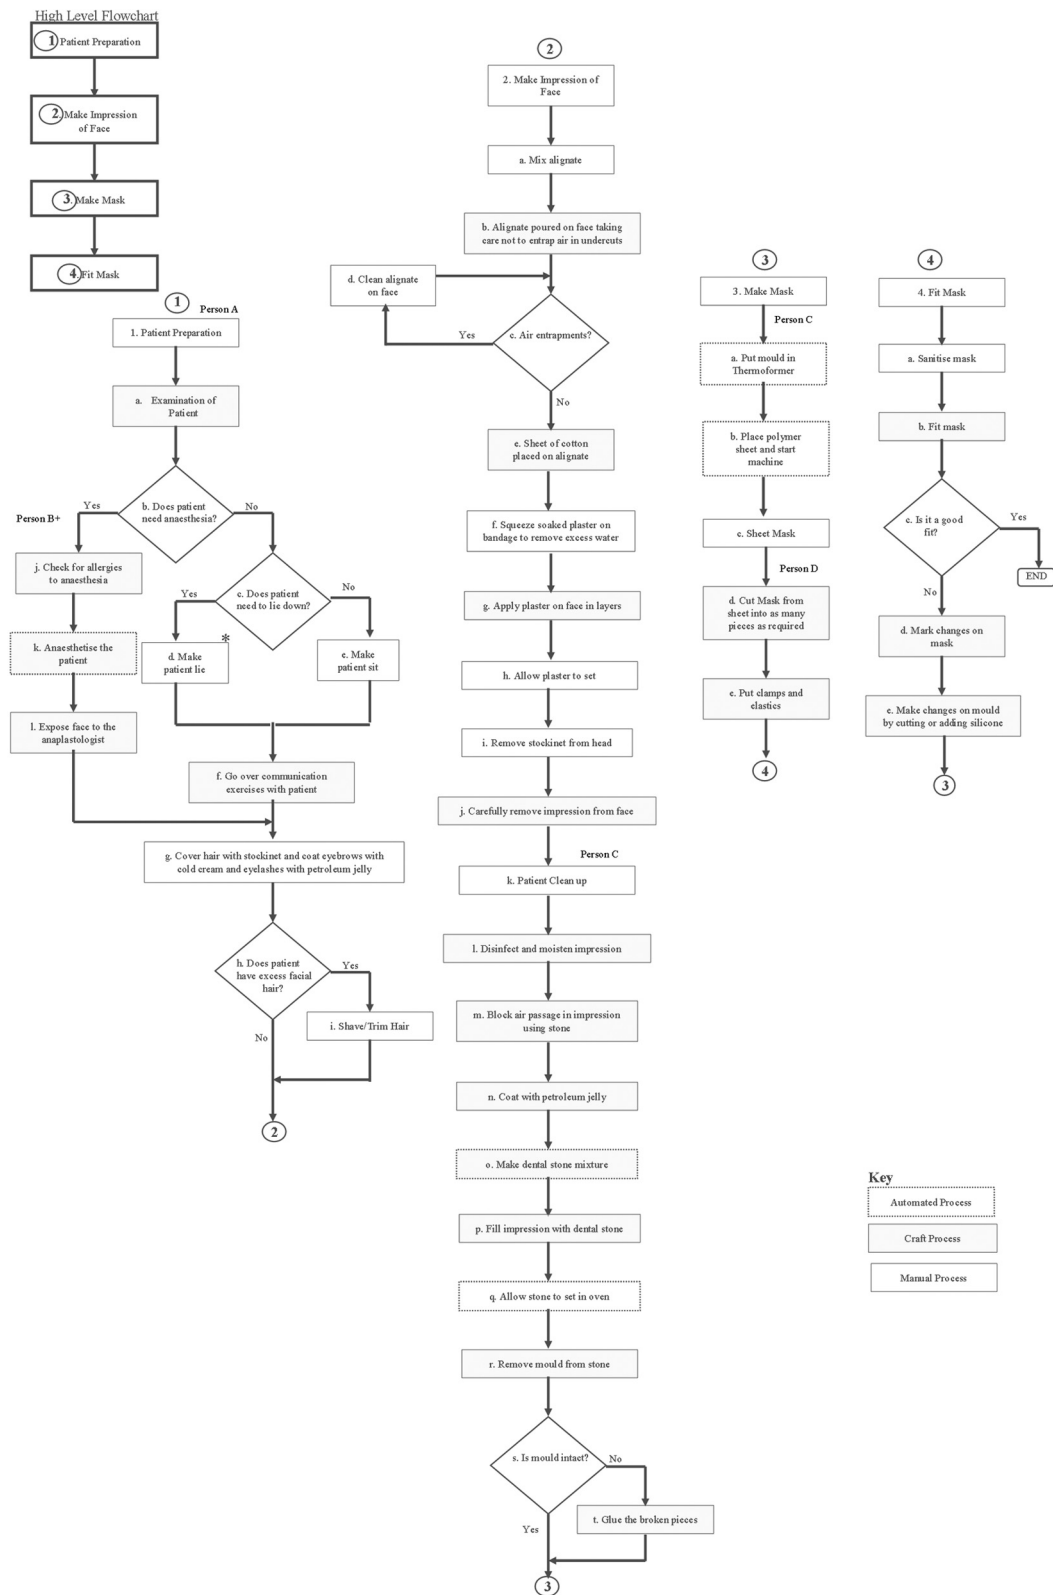 High Level Flowchart
1 Patient Preparation
2. Make Impression
of Face
3. Make Mask
4. Fit Mask
1
Person A
1. Patient Preparation
a. Examination of
Patient
b. Does patient
need anaesthesia?
Yes
No
Person B+
j. Check for allergies
to anaesthesia
k. Anaesthetise the
patient
l. Expose face to the
anaplastologist
c. Does patient
need to lie down?
Yes
No
d. Make
patient lie
*
e. Make
patient sit
f. Go over communication
exercises with patient
g. Cover hair with stockinet and coat eyebrows with
cold cream and eyelashes with petroleum jelly
h. Does patient
have excess facial
hair?
Yes
No
i. Shave/Trim Hair
2
2
2. Make Impression of
Face
a. Mix alignate
b. Alignate poured on face taking
care not to entrap air in undercuts
d. Clean alignate
on face
Yes
c. Air entrapments?
No
e. Sheet of cotton
placed on alignate
f. Squeeze soaked plaster on
bandage to remove excess water
g. Apply plaster on face in layers
h. Allow plaster to set
i. Remove stockinet from head
j. Carefully remove impression from face
Person C
k. Patient Clean up
l. Disinfect and moisten impression
m. Block air passage in impression
using stone
n. Coat with petroleum jelly
o. Make dental stone mixture
p. Fill impression with dental stone
q. Allow stone to set in oven
r. Remove mould from stone
s. Is mould intact?
No
Yes
t. Glue the broken pieces
3
3
3. Make Mask
Person C
a. Put mould in
Thermoformer
b. Place polymer
sheet and start
machine
c. Sheet Mask
Person D
d. Cut Mask from
sheet into as many
pieces as required
e. Put clamps and
elastics
4
4
4. Fit Mask
a. Sanitise mask
b. Fit mask
c. Is it a good
fit?
Yes
END
No
d. Mark changes on
mask
e. Make changes on mould
by cutting or adding silicone
3
Key
Automated Process
Craft Process
Manual Process